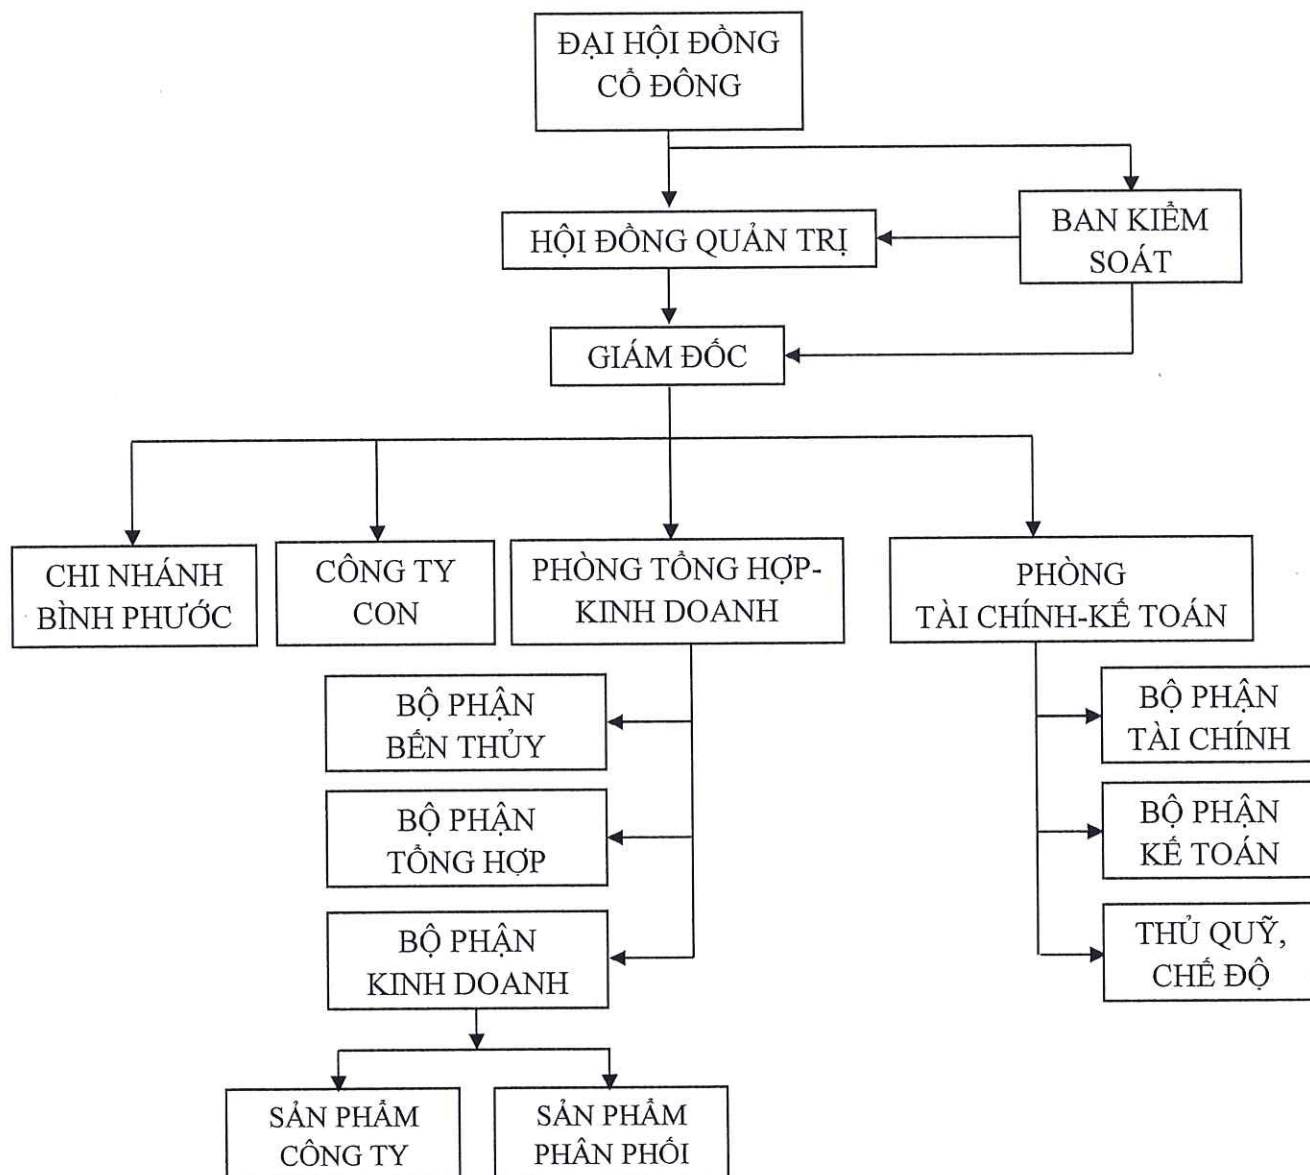 ĐẠI HỘI ĐỒNG
CỔ ĐÔNG
HỘI ĐỒNG QUẢN TRỊ
BAN KIỂM
SOÁT
GIÁM ĐỐC
CHI NHÁNH
BÌNH PHƯỚC
CÔNG TY
CON
PHÒNG TỔNG HỢP-
KINH DOANH
PHÒNG
TÀI CHÍNH-KẾ TOÁN
BỘ PHẬN
BẾN THỦY
BỘ PHẬN
TỔNG HỢP
BỘ PHẬN
KINH DOANH
BỘ PHẬN
TÀI CHÍNH
BỘ PHẬN
KẾ TOÁN
THỦ QUỸ,
CHẾ ĐỘ
SẢN PHẨM
CÔNG TY
SẢN PHẨM
PHÂN PHỐI